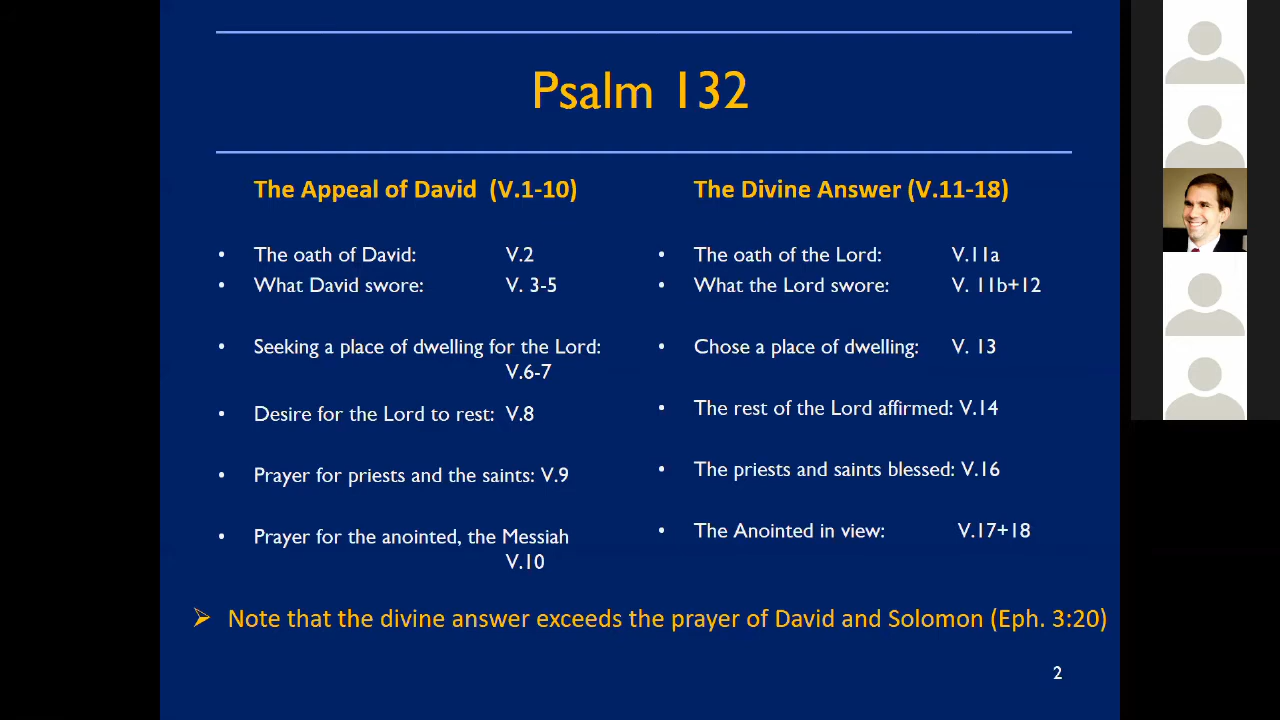 Psalm 132
The Appeal of David (V.1-10)
• The oath of David: V.2
• What David swore: V. 3-5
• Seeking a place of dwelling for the Lord:
V.6-7
• Desire for the Lord to rest: V.8
• Prayer for priests and the saints: V.9
• Prayer for the anointed, the Messiah
V.10
The Divine Answer (V.11-18)
• The oath of the Lord: V.11a
• What the Lord swore: V. 11b+12
• Chose a place of dwelling: V. 13
• The rest of the Lord affirmed: V.14
• The priests and saints blessed: V.16
• The Anointed in view: V.17+18
➢ Note that the divine answer exceeds the prayer of David and Solomon (Eph. 3:20)
2